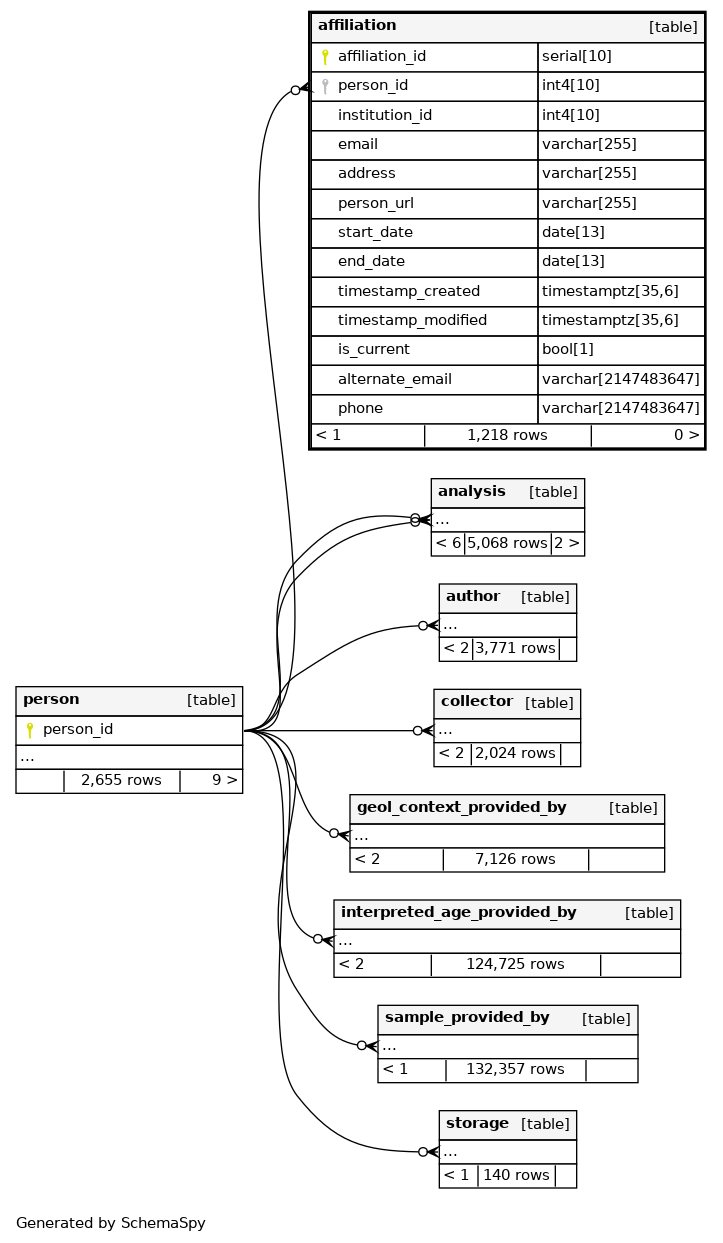 affiliation [table]
affiliation_id serial[10]
person_id int4[10]
institution_id int4[10]
email varchar[255]
address varchar[255]
person_url varchar[255]
start_date date[13]
end_date date[13]
timestamp_created timestamptz[35,6]
timestamp_modified timestamptz[35,6]
is_current bool[1]
alternate_email varchar[2147483647]
phone varchar[2147483647]
< 1 1,218 rows 0 >
analysis [table]
...
< 6 5,068 rows 2 >
author [table]
...
< 2 3,771 rows
person [table]
person_id
...
2,655 rows 9 >
collector [table]
...
< 2 2,024 rows
geol_context_provided_by [table]
...
< 2 7,126 rows
interpreted_age_provided_by [table]
...
< 2 124,725 rows
sample_provided_by [table]
...
< 1 132,357 rows
storage [table]
...
< 1 140 rows
Generated by SchemaSpy